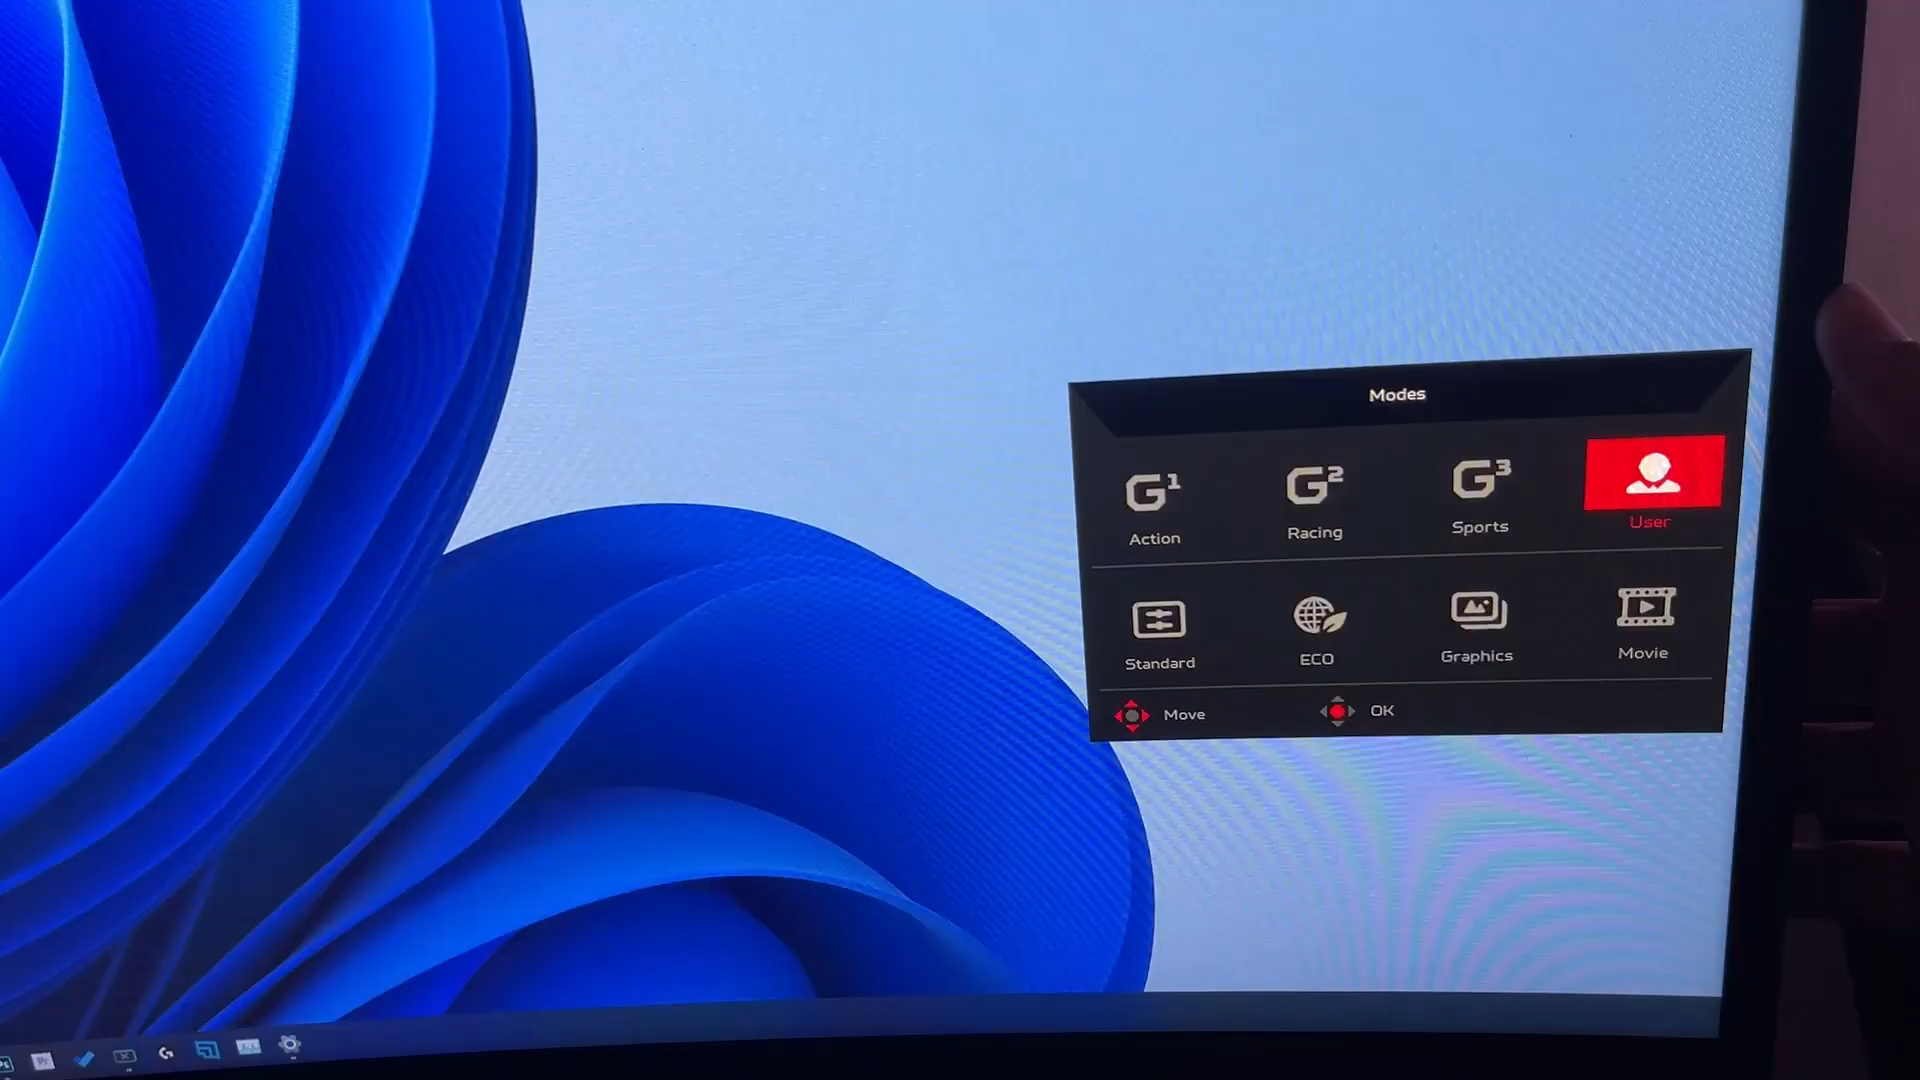 Modes
G1 G2 G3
Action Racing Sports User
Standard ECO Graphics Movie
Move OK